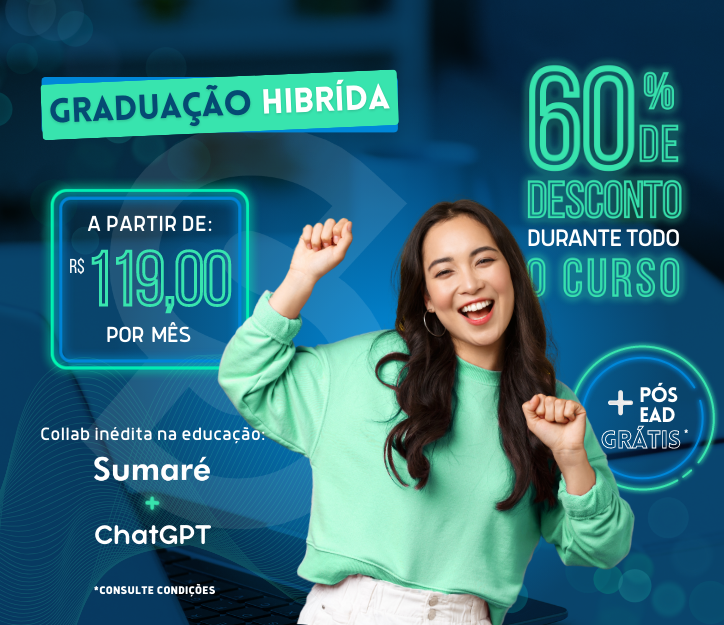 GRADUAÇÃO HIBRÍDA
60%
DE
DESCONTO
DURANTE TODO
O CURSO
A PARTIR DE:
R$ 119,00
POR MÊS
+ PÓS
EAD
GRÁTIS*
Collab inédita na educação:
Sumaré
+
ChatGPT
*CONSULTE CONDIÇÕES